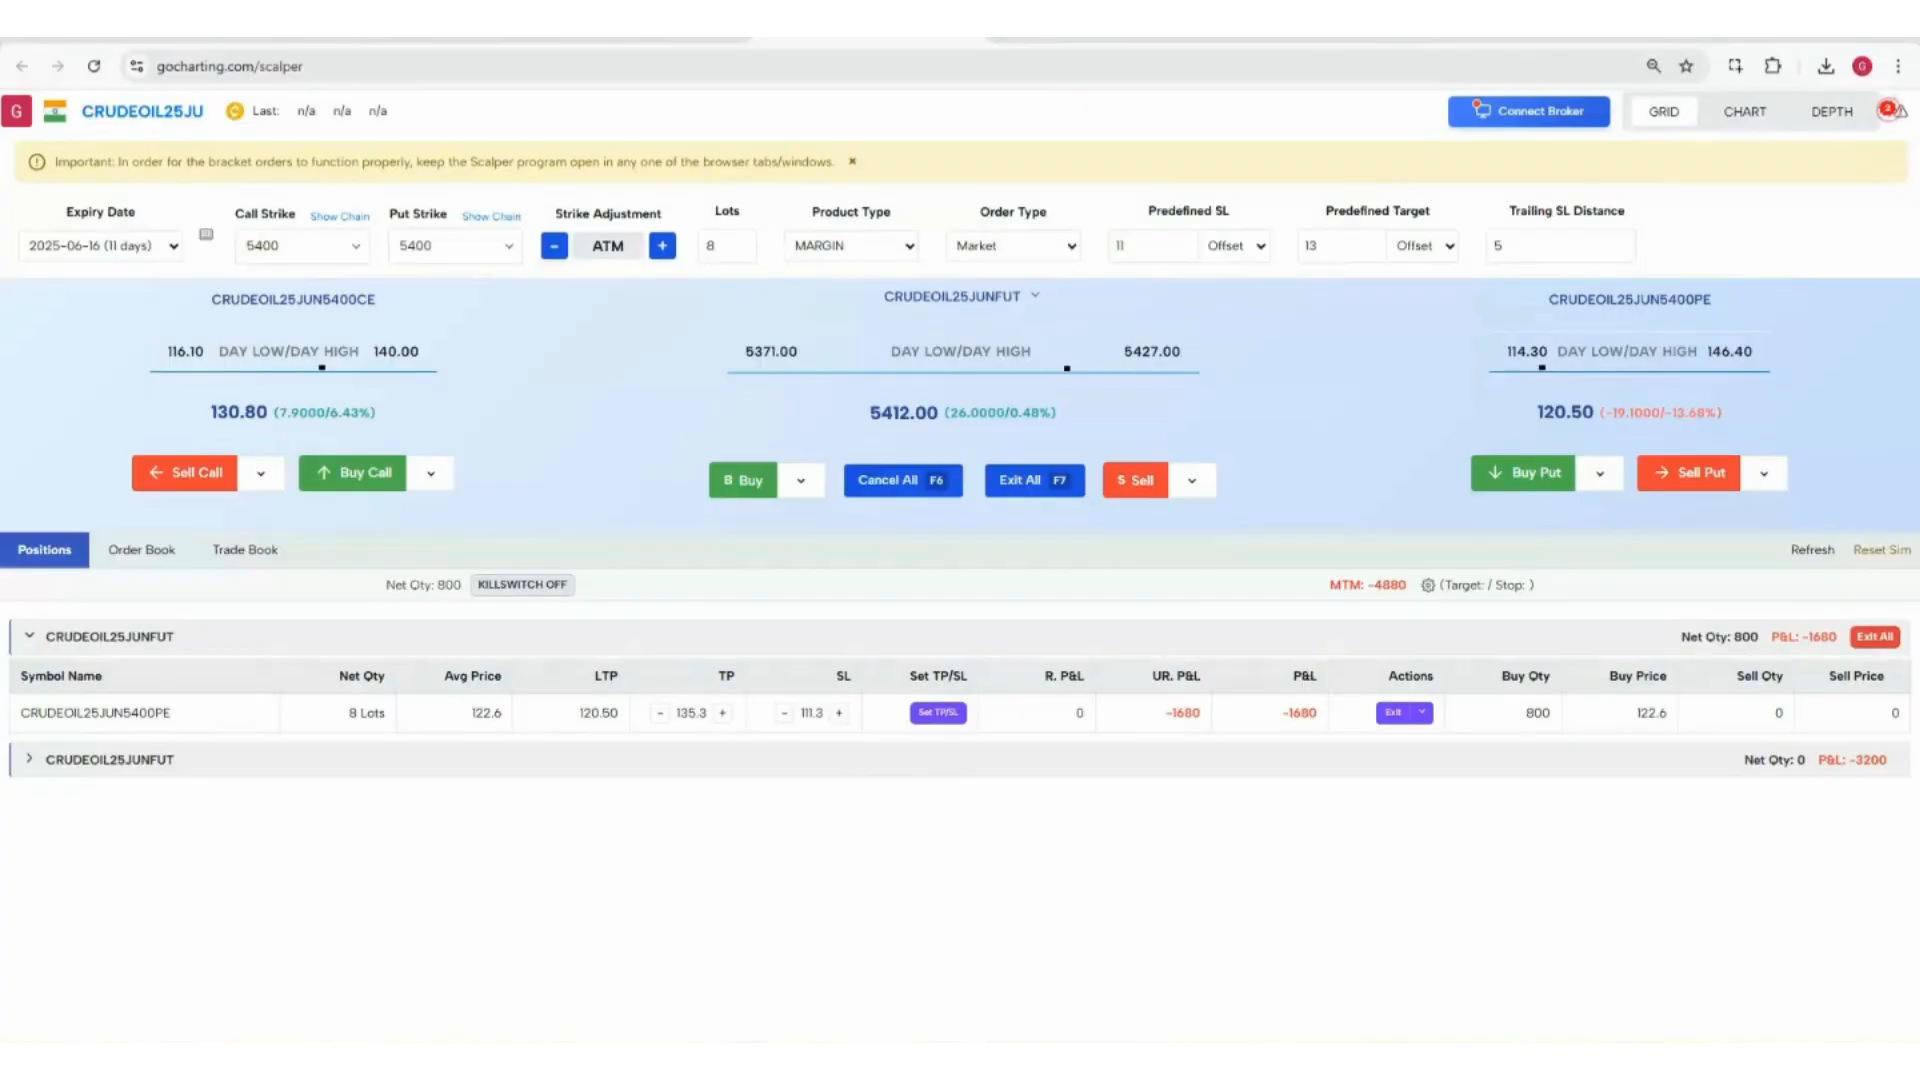 gocharting.com/scalper
G
G CRUDEOIL25JU Last: n/a n/a n/a Connect Broker GRID CHART DEPTH 2
Important: In order for the bracket orders to function properly, keep the Scalper program open in any one of the browser tabs/windows. ×
Expiry Date Call Strike Show Chain Put Strike Show Chain Strike Adjustment Lots Product Type Order Type Predefined SL Predefined Target Trailing SL Distance
2025-06-16 (11 days) 5400 5400 - ATM + 8 MARGIN Market 11 Offset 13 Offset 5
CRUDEOIL25JUN5400CE CRUDEOIL25JUNFUT CRUDEOIL25JUN5400PE
116.10 DAY LOW/DAY HIGH 140.00 5371.00 DAY LOW/DAY HIGH 5427.00 114.30 DAY LOW/DAY HIGH 146.40
130.80 (7.9000/6.43%) 5412.00 (26.0000/0.48%) 120.50 (-19.1000/-13.68%)
← Sell Call ↑ Buy Call B Buy Cancel All F6 Exit All F7 S Sell ↓ Buy Put → Sell Put
Positions Order Book Trade Book Refresh Reset Sim
Net Qty: 800 KILLSWITCH OFF MTM: -4880 (Target: / Stop: )
CRUDEOIL25JUNFUT Net Qty: 800 P&L: -1680 Exit All
Symbol Name Net Qty Avg Price LTP TP SL Set TP/SL R. P&L UR. P&L P&L Actions Buy Qty Buy Price Sell Qty Sell Price
CRUDEOIL25JUN5400PE 8 Lots 122.6 120.50 - 135.3 + - 111.3 + Set TP/SL 0 -1680 -1680 Exit 800 122.6 0 0
CRUDEOIL25JUNFUT Net Qty: 0 P&L: -3200